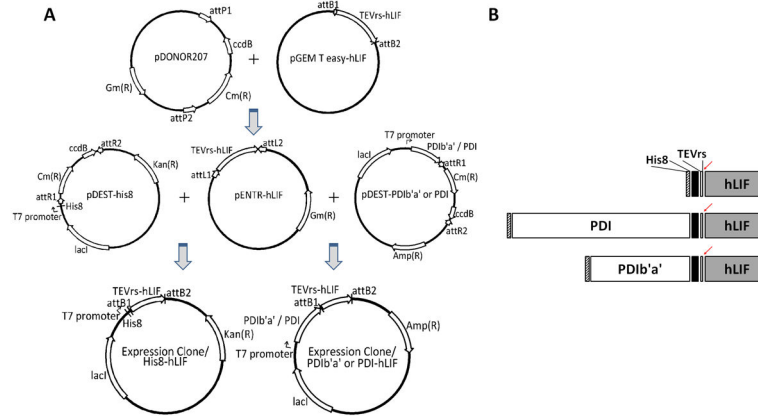 A
attP1
ccdB
pDONOR207
Gm(R)
Cm(R)
attP2
+
attB1
TEVrs-hLIF
attB2
pGEM T easy-hLIF
ccdB
attR2
Kan(R)
Cm(R)
pDEST-his8
attR1
His8
T7 promoter
lacI
+
TEVrs-hLIF
attL2
attL1
pENTR-hLIF
Gm(R)
+
T7 promoter
PDIb'a' / PDI
lacI
attR1
Cm(R)
pDEST-PDIb'a' or PDI
ccdB
attR2
Amp(R)
TEVrs-hLIF
attB1
attB2
T7 promoter
His8
Kan(R)
Expression Clone/
His8-hLIF
lacI
TEVrs-hLIF
attB1
attB2
PDIb'a' / PDI
Amp(R)
T7 promoter
Expression Clone/
PDIb'a' or PDI-hLIF
lacI
B
TEVrs
His8
hLIF
PDI
hLIF
PDIb'a'
hLIF